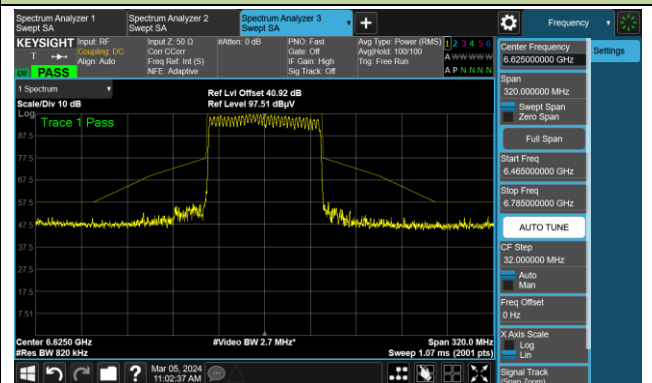 Spectrum Analyzer 1
Swept SA
Spectrum Analyzer 2
Swept SA
Spectrum Analyzer 3
Swept SA
Frequency
KEYSIGHT
Input: RF
Coupling: DC
Align: Auto
PASS
Input Z: 50 Ω
Corr CCorr
Freq Ref: Int (S)
NFE: Adaptive
#Atten: 0 dB
PNO: Fast
Gate: Off
IF Gain: High
Sig Track: Off
Avg Type: Power (RMS)
Avg|Hold: 100/100
Trig: Free Run
1 2 3 4 5 6
A W W W W W
A P N N N N
1 Spectrum
Scale/Div 10 dB
Ref Lvl Offset 40.92 dB
Ref Level 97.51 dBμV
Log
Trace 1 Pass
87.5
77.5
67.5
57.5
47.5
37.5
27.5
17.5
7.51
Center 6.6250 GHz
#Res BW 820 kHz
#Video BW 2.7 MHz*
Span 320.0 MHz
Sweep 1.07 ms (2001 pts)
Mar 05, 2024
11:02:37 AM
Center Frequency
6.625000000 GHz
Settings
Span
320.000000 MHz
Swept Span
Zero Span
Full Span
Start Freq
6.465000000 GHz
Stop Freq
6.785000000 GHz
AUTO TUNE
CF Step
32.000000 MHz
Auto
Man
Freq Offset
0 Hz
X Axis Scale
Log
Lin
Signal Track
(Span Zoom)